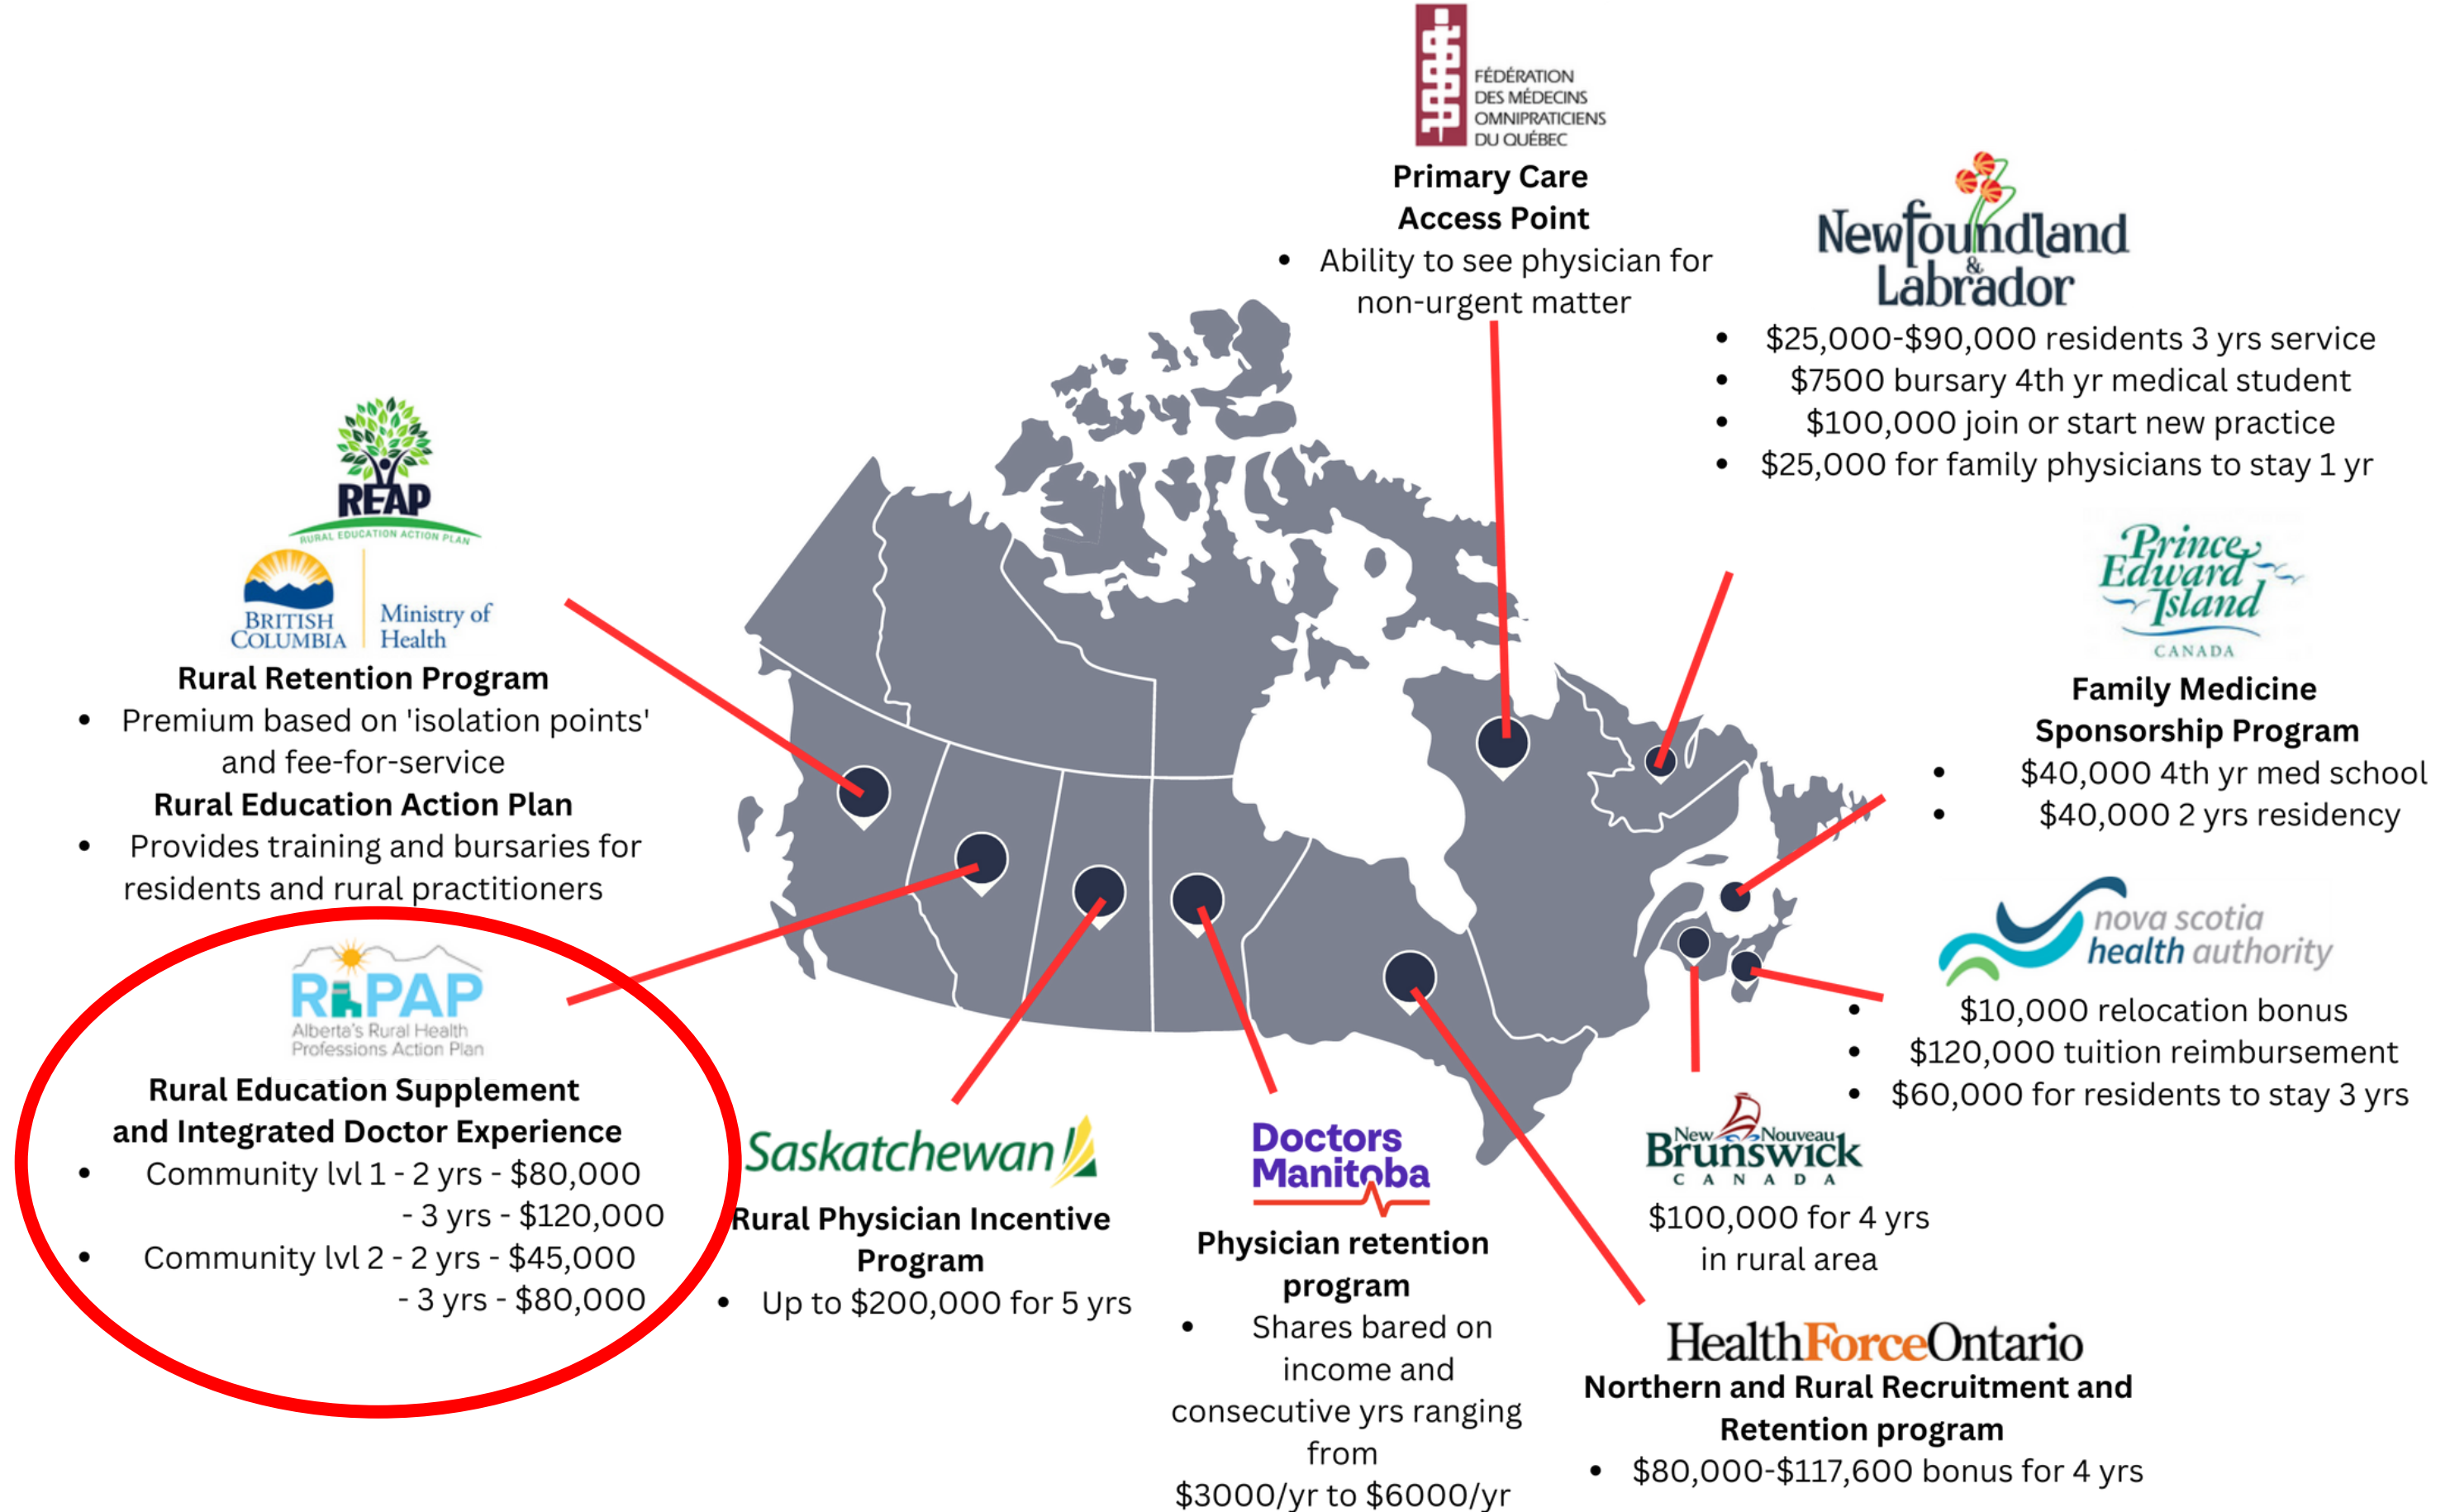 FÉDÉRATION
DES MÉDECINS
OMNIPRATICIENS
DU QUÉBEC
Primary Care
Access Point
• Ability to see physician for
non-urgent matter
Newfoundland
&
Labrador
• $25,000-$90,000 residents 3 yrs service
• $7500 bursary 4th yr medical student
• $100,000 join or start new practice
• $25,000 for family physicians to stay 1 yr
REAP
RURAL EDUCATION ACTION PLAN
BRITISH
COLUMBIA
Ministry of
Health
Rural Retention Program
• Premium based on 'isolation points'
and fee-for-service
Rural Education Action Plan
• Provides training and bursaries for
residents and rural practitioners
Prince
Edward
Island
CANADA
Family Medicine
Sponsorship Program
• $40,000 4th yr med school
• $40,000 2 yrs residency
nova scotia
health authority
• $10,000 relocation bonus
• $120,000 tuition reimbursement
• $60,000 for residents to stay 3 yrs
RhPAP
Alberta's Rural Health
Professions Action Plan
Rural Education Supplement
and Integrated Doctor Experience
• Community lvl 1 - 2 yrs - $80,000
- 3 yrs - $120,000
• Community lvl 2 - 2 yrs - $45,000
- 3 yrs - $80,000
Saskatchewan
Rural Physician Incentive
Program
• Up to $200,000 for 5 yrs
Doctors
Manitoba
Physician retention
program
• Shares bared on
income and
consecutive yrs ranging
from
$3000/yr to $6000/yr
New Nouveau
Brunswick
CANADA
$100,000 for 4 yrs
in rural area
HealthForceOntario
Northern and Rural Recruitment and
Retention program
• $80,000-$117,600 bonus for 4 yrs